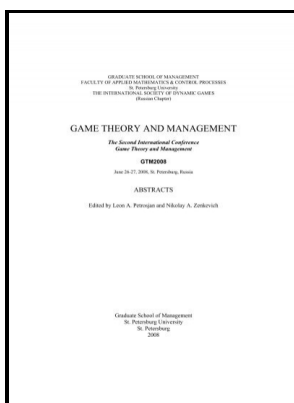 GRADUATE SCHOOL OF MANAGEMENT
FACULTY OF APPLIED MATHEMATICS & CONTROL PROCESSES
St. Petersburg University
THE INTERNATIONAL SOCIETY OF DYNAMIC GAMES
(Russian Chapter)
GAME THEORY AND MANAGEMENT
The Second International Conference
Game Theory and Management
GTM2008
June 26-27, 2008, St. Petersburg, Russia
ABSTRACTS
Edited by Leon A. Petrosjan and Nikolay A. Zenkevich
Graduate School of Management
St. Petersburg University
St. Petersburg
2008